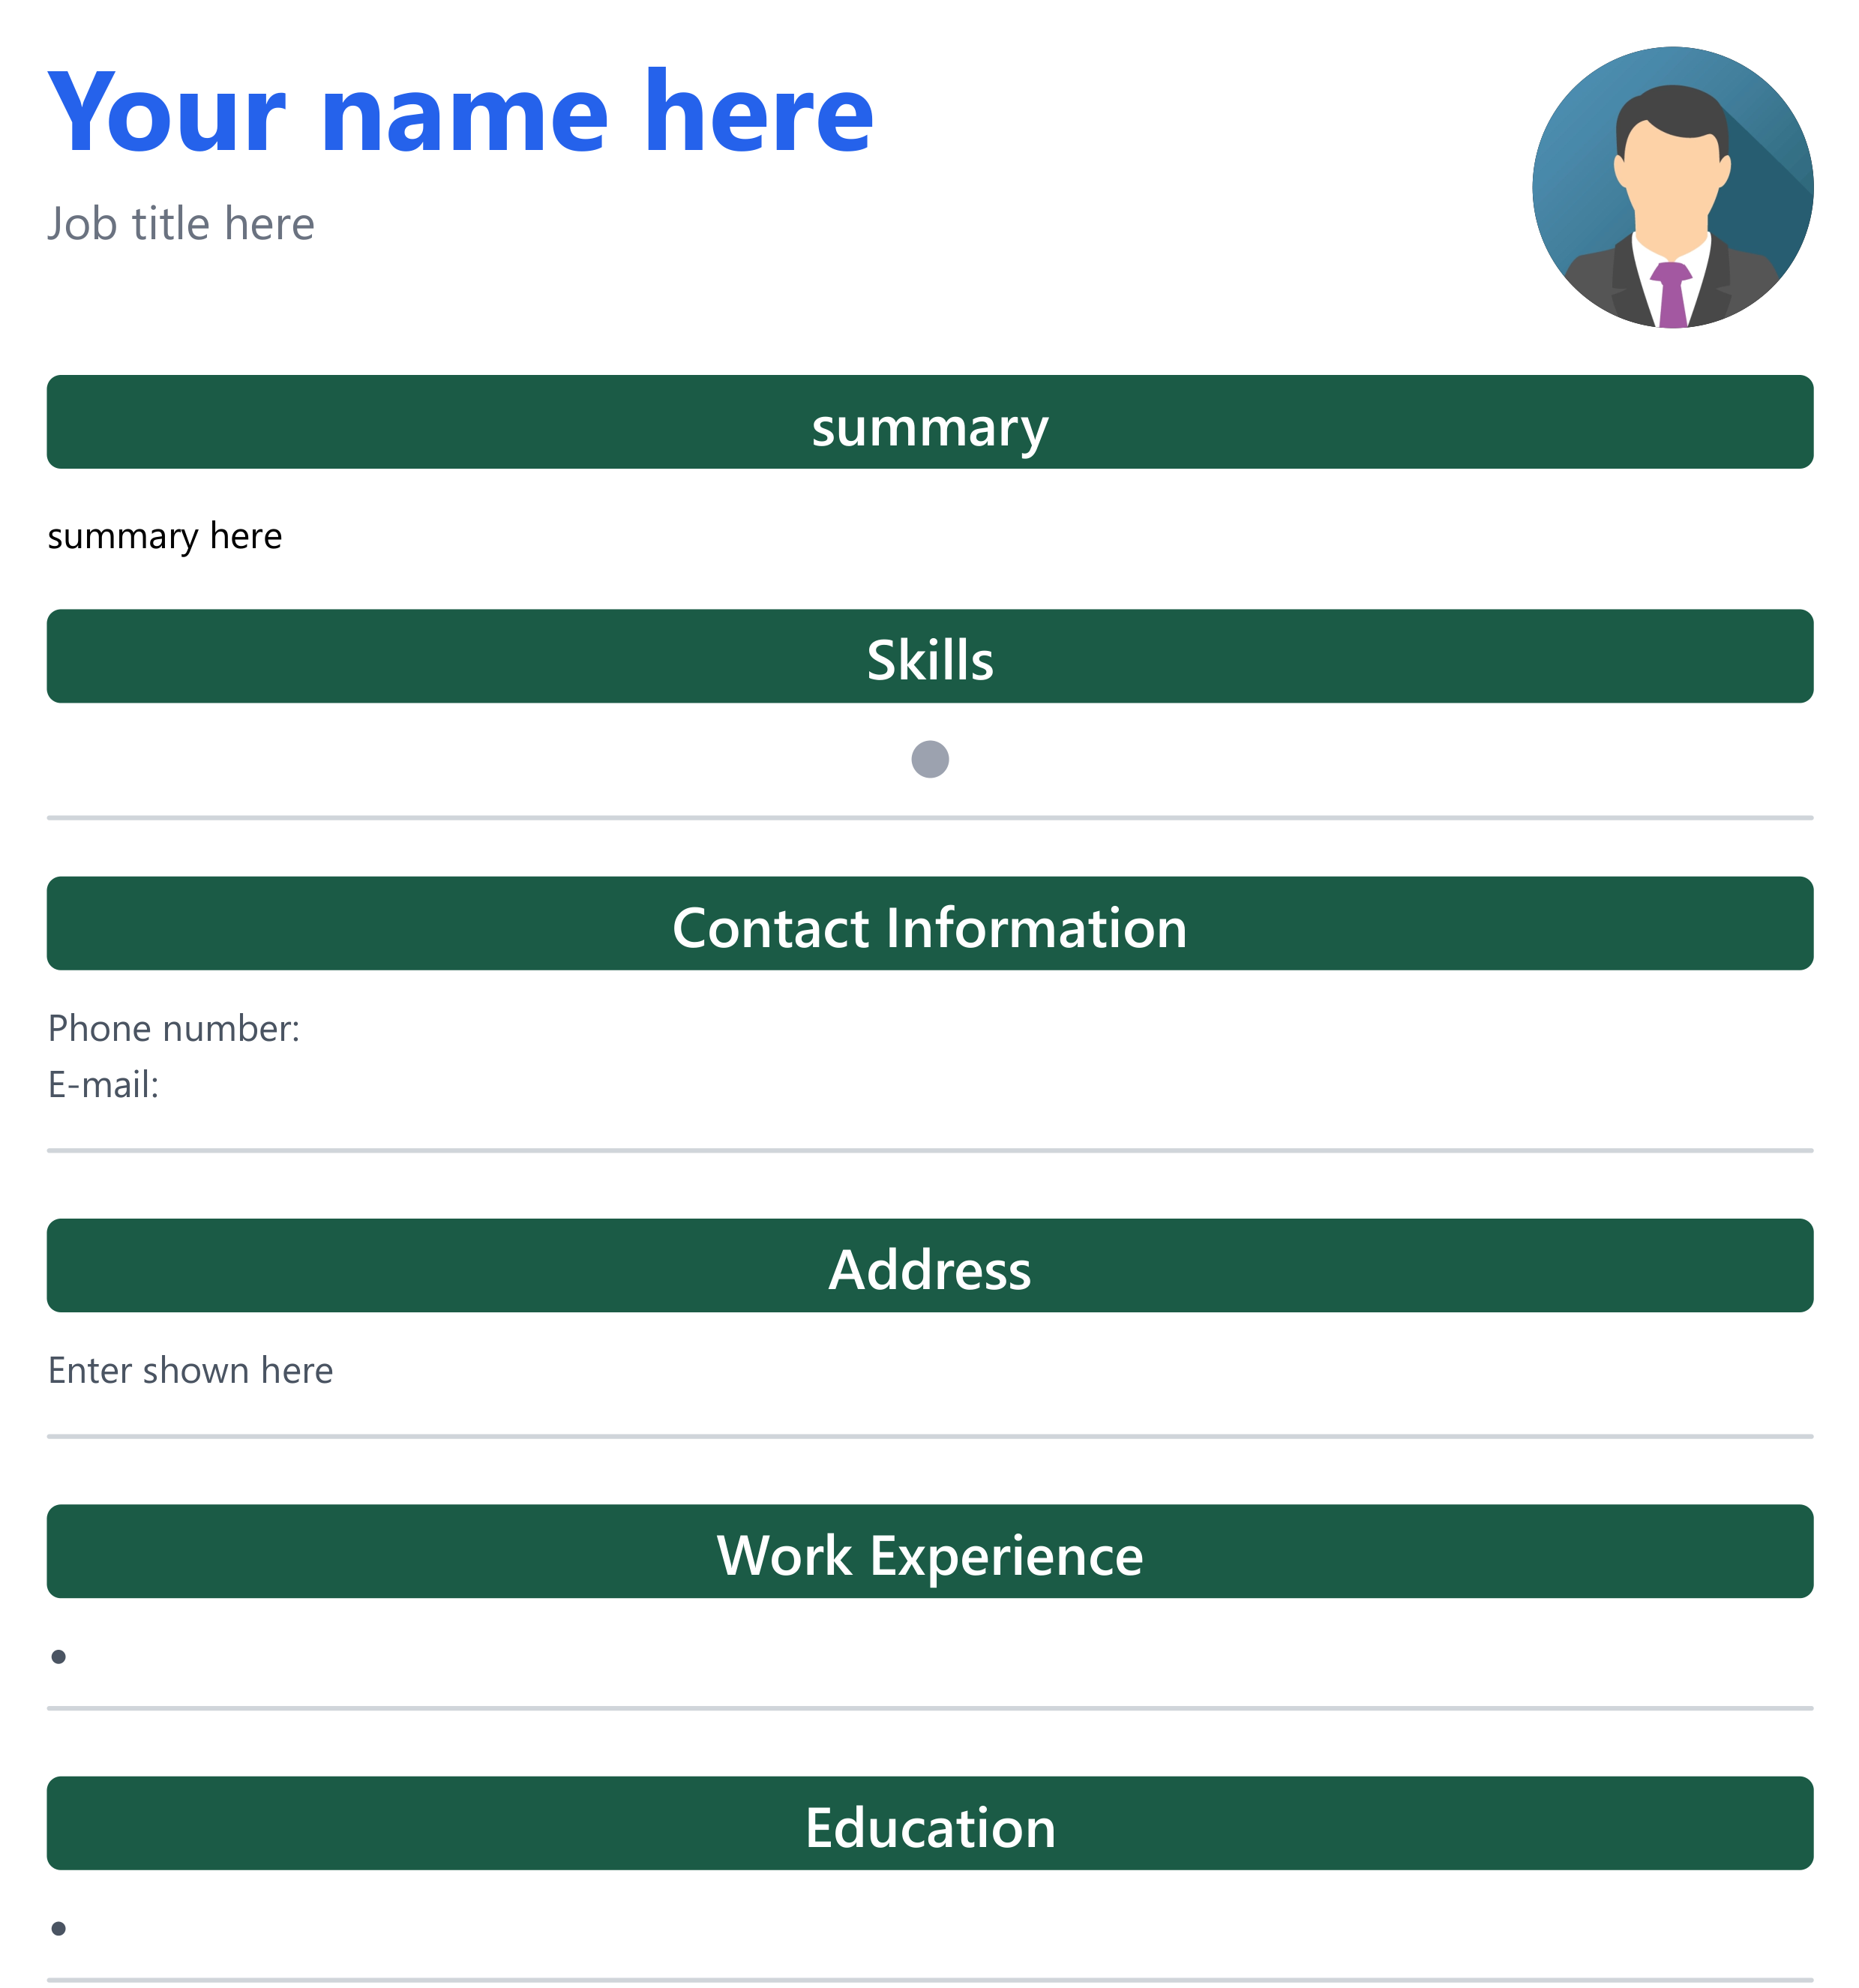 Your name here
Job title here
summary
summary here
Skills
Contact Information
Phone number:
E-mail:
Address
Enter shown here
Work Experience
•
Education
•